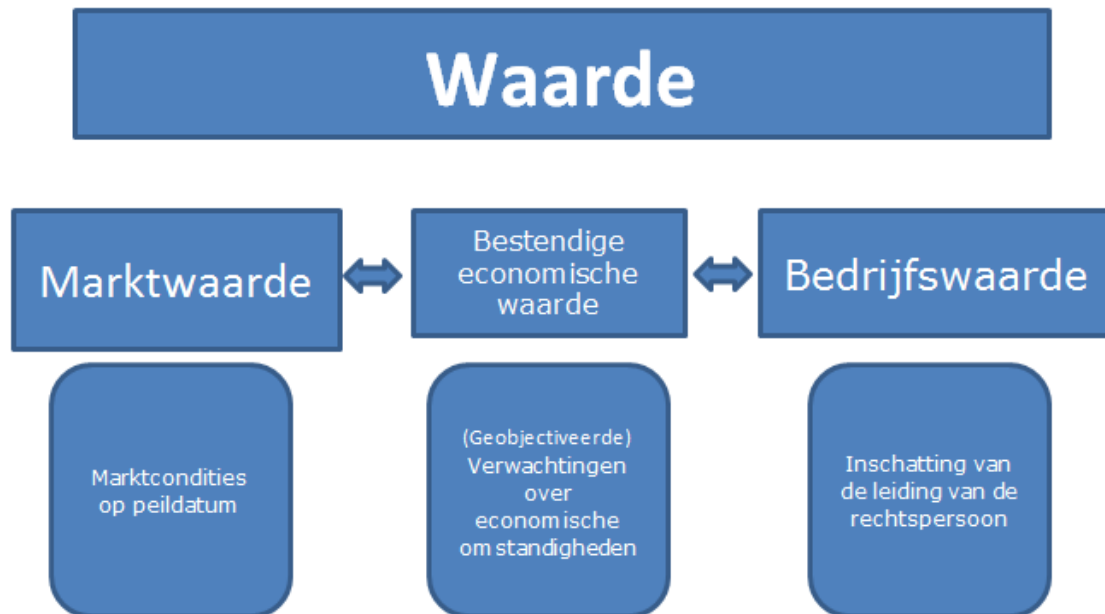 Waarde
Marktwaarde
Bestendige
economische
waarde
Bedrijfswaarde
Marktcondities
op peildatum
(Geobjectiveerde)
Verwachtingen
over
economische
omstandigheden
Inschatting van
de leiding van de
rechtspersoon